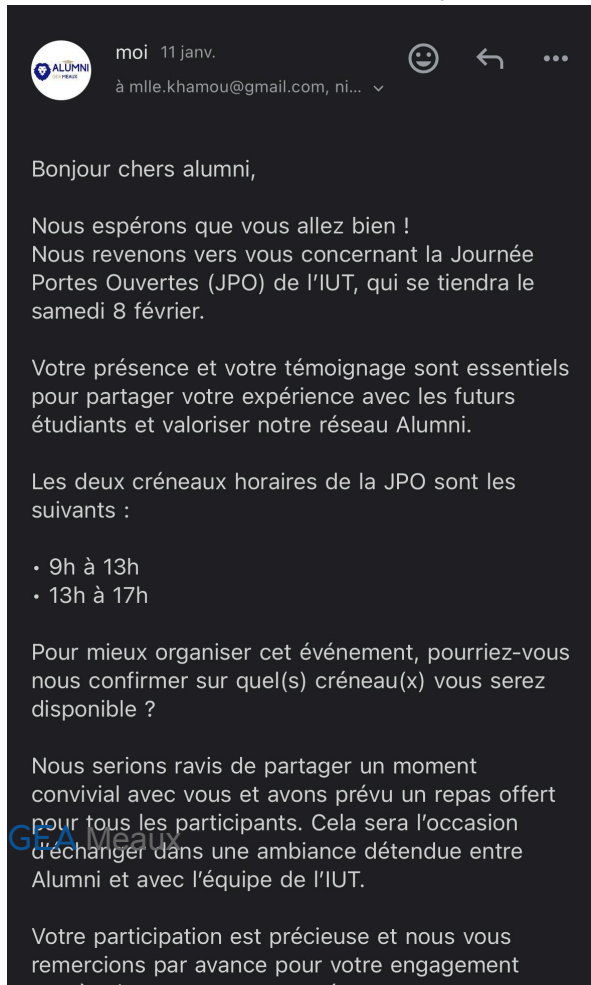 ALUMNI
GEA MEAUX
moi 11 janv.
à mlle.khamou@gmail.com, ni...
Bonjour chers alumni,
Nous espérons que vous allez bien !
Nous revenons vers vous concernant la Journée
Portes Ouvertes (JPO) de l'IUT, qui se tiendra le
samedi 8 février.
Votre présence et votre témoignage sont essentiels
pour partager votre expérience avec les futurs
étudiants et valoriser notre réseau Alumni.
Les deux créneaux horaires de la JPO sont les
suivants :
• 9h à 13h
• 13h à 17h
Pour mieux organiser cet événement, pourriez-vous
nous confirmer sur quel(s) créneau(x) vous serez
disponible ?
Nous serions ravis de partager un moment
convivial avec vous et avons prévu un repas offert
pour tous les participants. Cela sera l'occasion
GEA Meaux
d'échanger dans une ambiance détendue entre
Alumni et avec l'équipe de l'IUT.
Votre participation est précieuse et nous vous
remercions par avance pour votre engagement